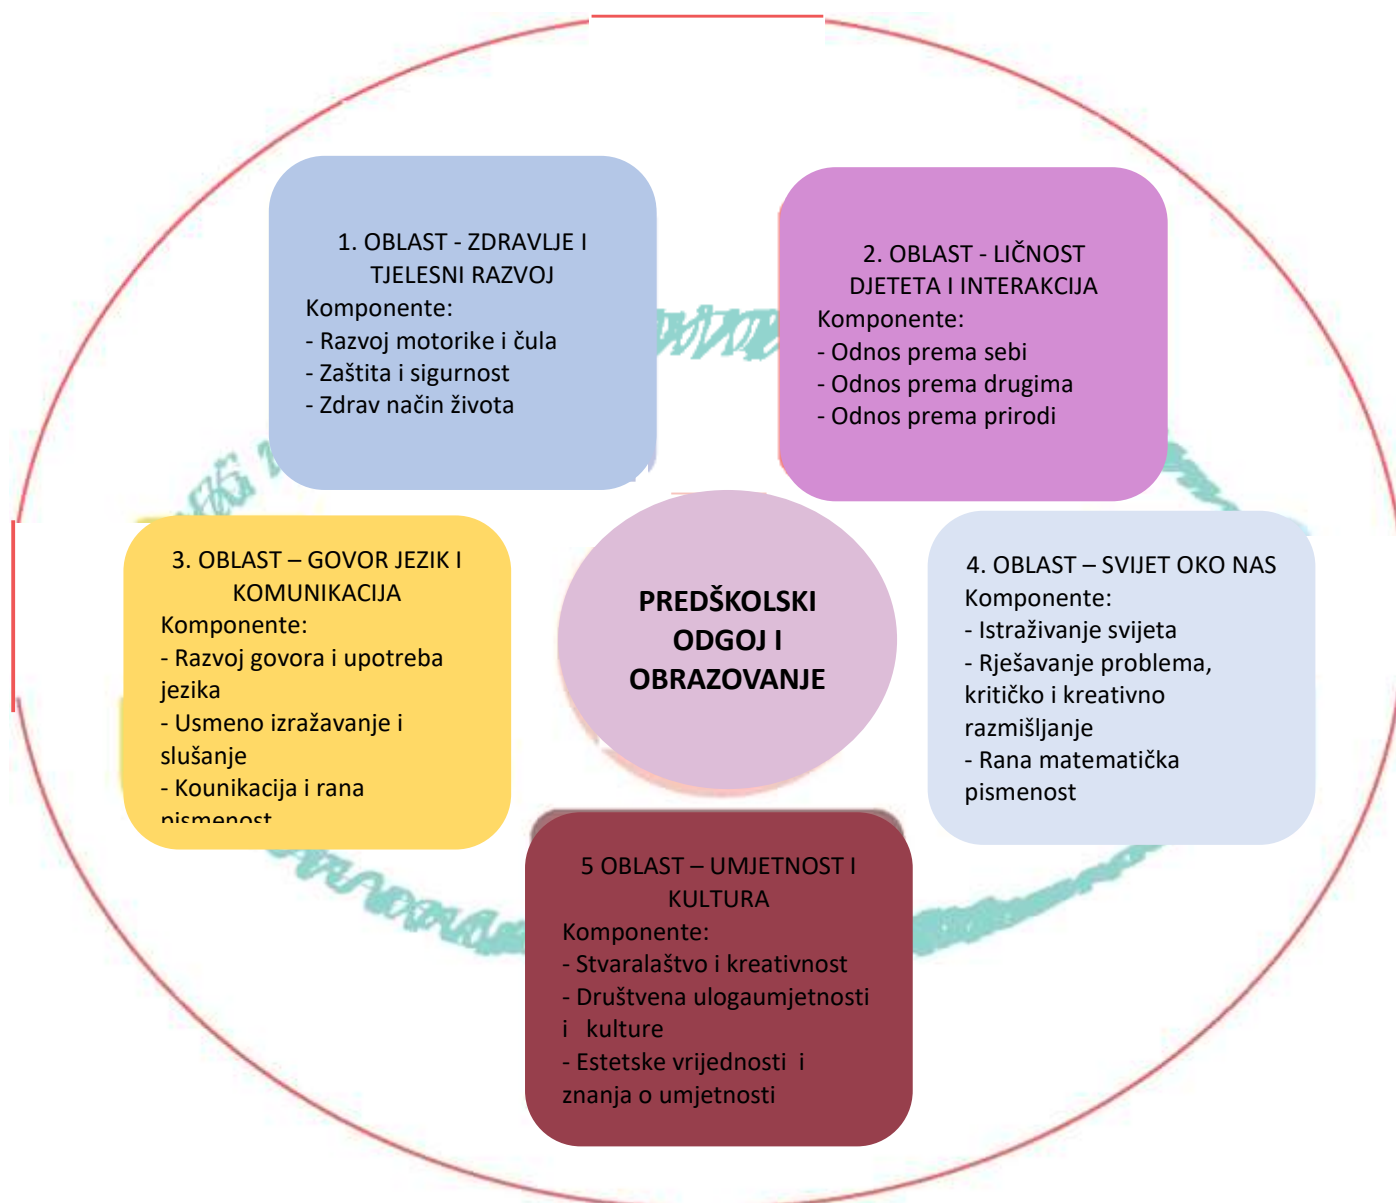 1. OBLAST - ZDRAVLJE I
TJELESNI RAZVOJ
Komponente:
- Razvoj motorike i čula
- Zaštita i sigurnost
- Zdrav način života
2. OBLAST - LIČNOST
DJETETA I INTERAKCIJA
Komponente:
- Odnos prema sebi
- Odnos prema drugima
- Odnos prema prirodi
3. OBLAST – GOVOR JEZIK I
KOMUNIKACIJA
Komponente:
- Razvoj govora i upotreba
jezika
- Usmeno izražavanje i
slušanje
- Kounikacija i rana
pismenost
PREDŠKOLSKI
ODGOJ I
OBRAZOVANJE
4. OBLAST – SVIJET OKO NAS
Komponente:
- Istraživanje svijeta
- Rješavanje problema,
kritičko i kreativno
razmišljanje
- Rana matematička
pismenost
5 OBLAST – UMJETNOST I
KULTURA
Komponente:
- Stvaralaštvo i kreativnost
- Društvena ulogaumjetnosti
i   kulture
- Estetske vrijednosti  i
znanja o umjetnosti